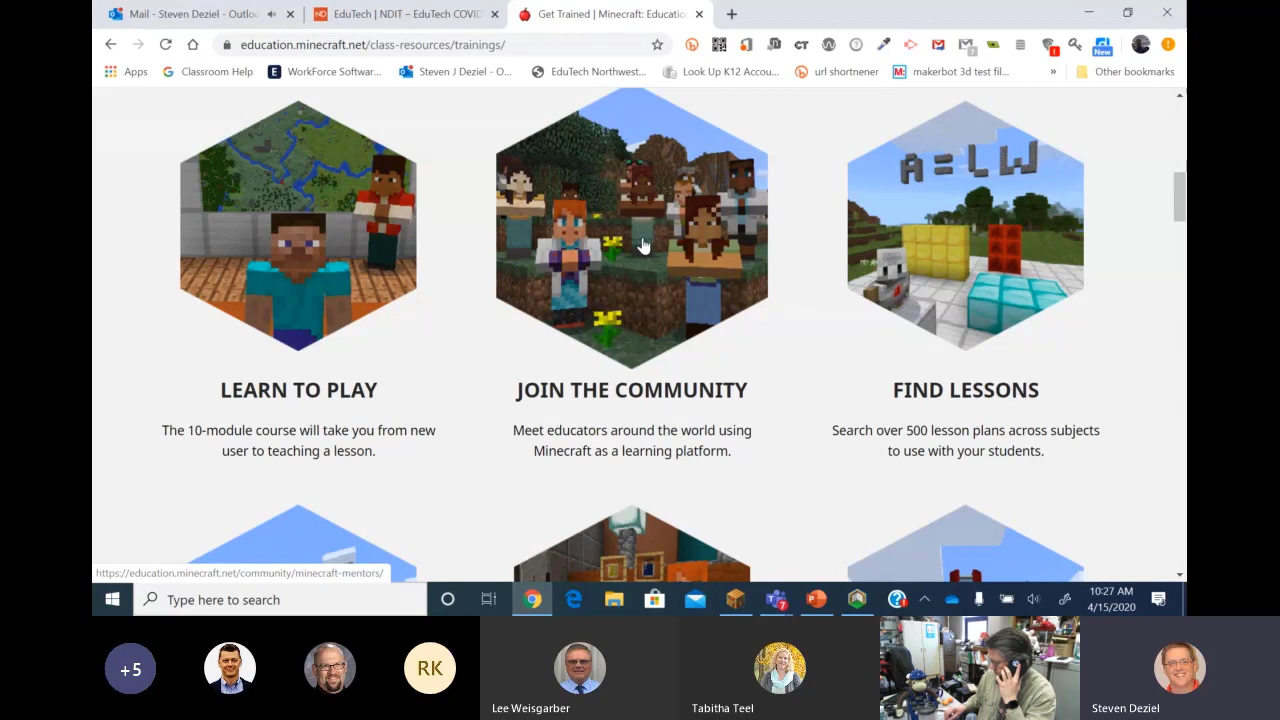 Mail - Steven Deziel - Outlo
EduTech | NDIT – EduTech COVID
Get Trained | Minecraft: Educatio
education.minecraft.net/class-resources/trainings/
CT
New
Apps
Classroom Help
WorkForce Softwar...
Steven J Deziel - O...
EduTech Northwest...
Look Up K12 Accou...
url shortnener
makerbot 3d test fil...
»
Other bookmarks
A = LW
LEARN TO PLAY
JOIN THE COMMUNITY
FIND LESSONS
The 10-module course will take you from new
user to teaching a lesson.
Meet educators around the world using
Minecraft as a learning platform.
Search over 500 lesson plans across subjects
to use with your students.
https://education.minecraft.net/community/minecraft-mentors/
Type here to search
10:27 AM
4/15/2020
+5
RK
Lee Weisgarber
Tabitha Teel
Steven Deziel